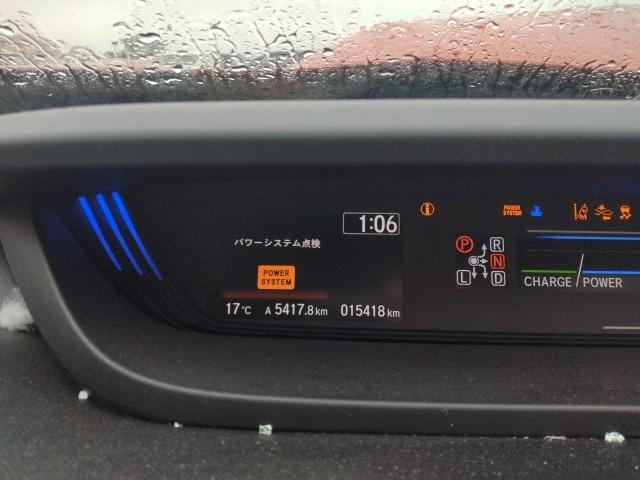 1:06
パワーシステム点検
POWER
SYSTEM
17℃ A 5417.8 km 015418 km
POWER
SYSTEM
P R
N
L D
CHARGE / POWER